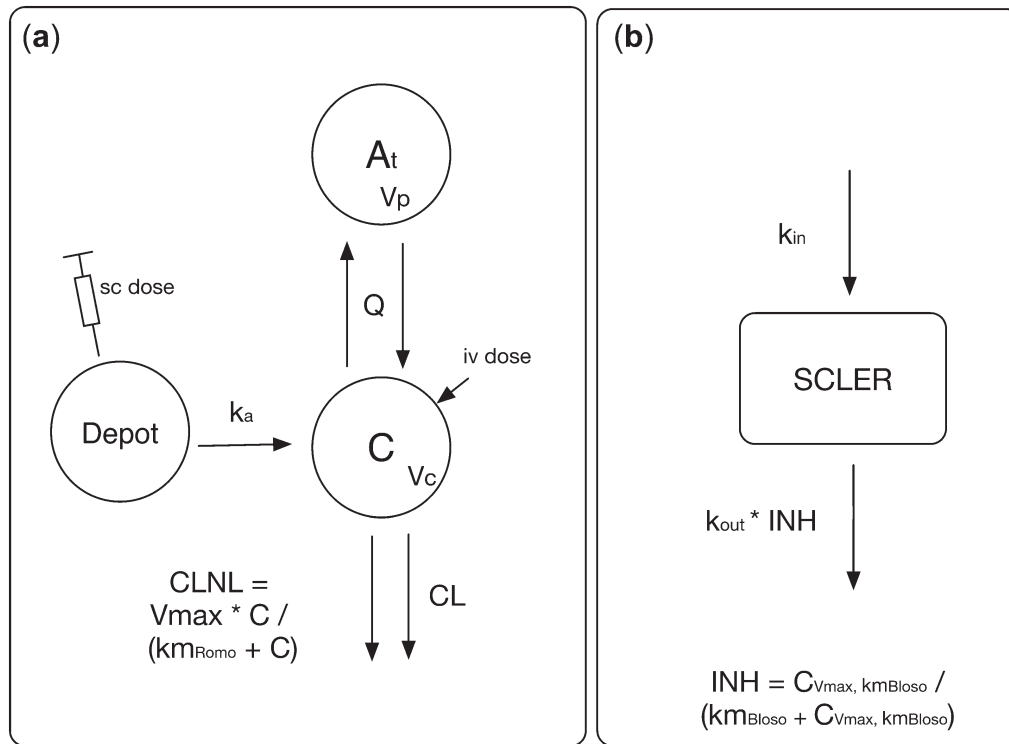 (a)
At
Vp
sc dose
Q
iv dose
Depot
ka
C
Vc
CLNL =
Vmax * C /
(kmRomo + C)
CL
(b)
kin
SCLER
kout * INH
INH = CVmax, kmBloso /
(kmBloso + CVmax, kmBloso)